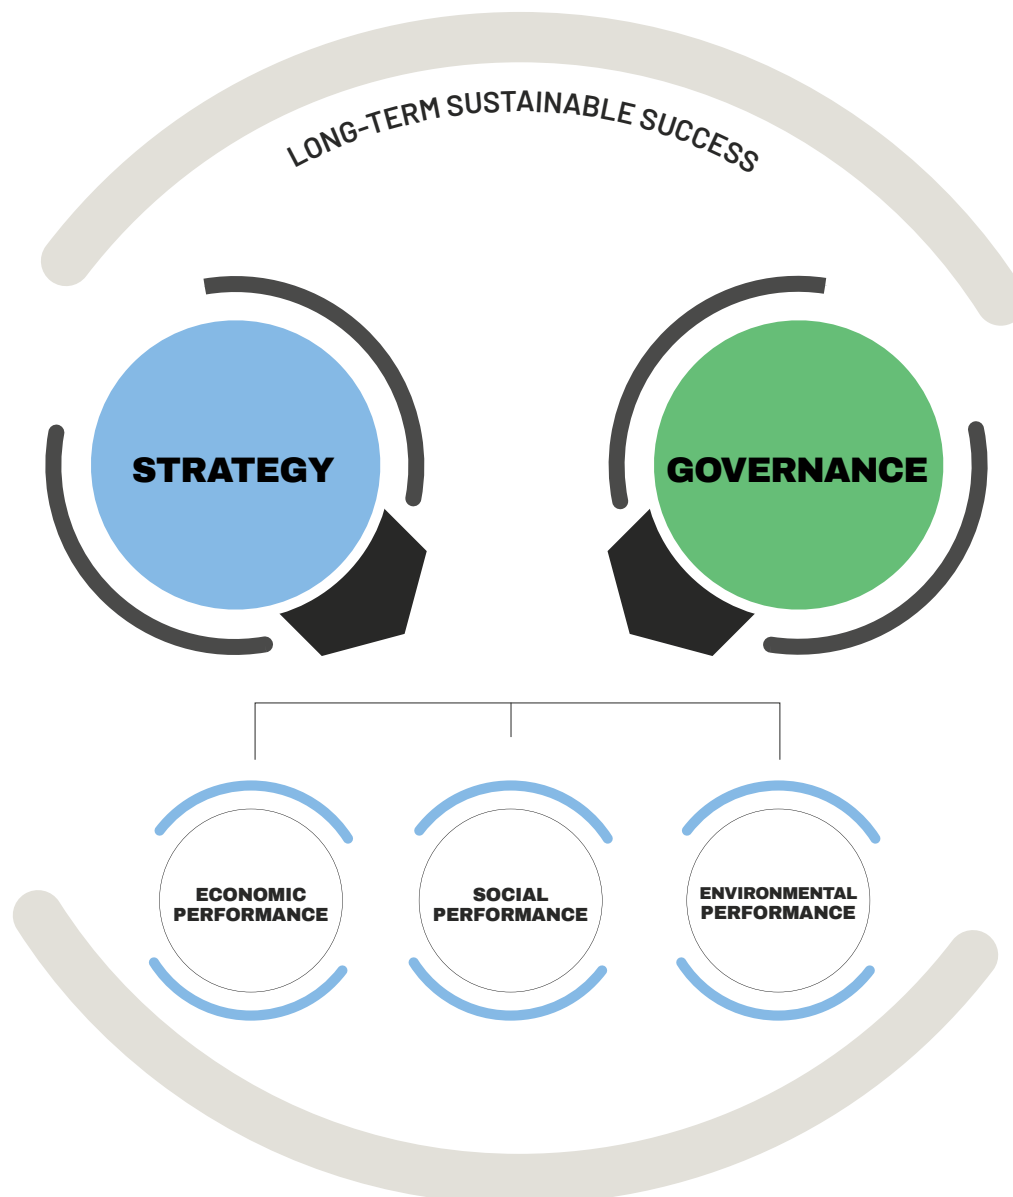 LONG-TERM SUSTAINABLE SUCCESS
STRATEGY
GOVERNANCE
ECONOMIC
PERFORMANCE
SOCIAL
PERFORMANCE
ENVIRONMENTAL
PERFORMANCE